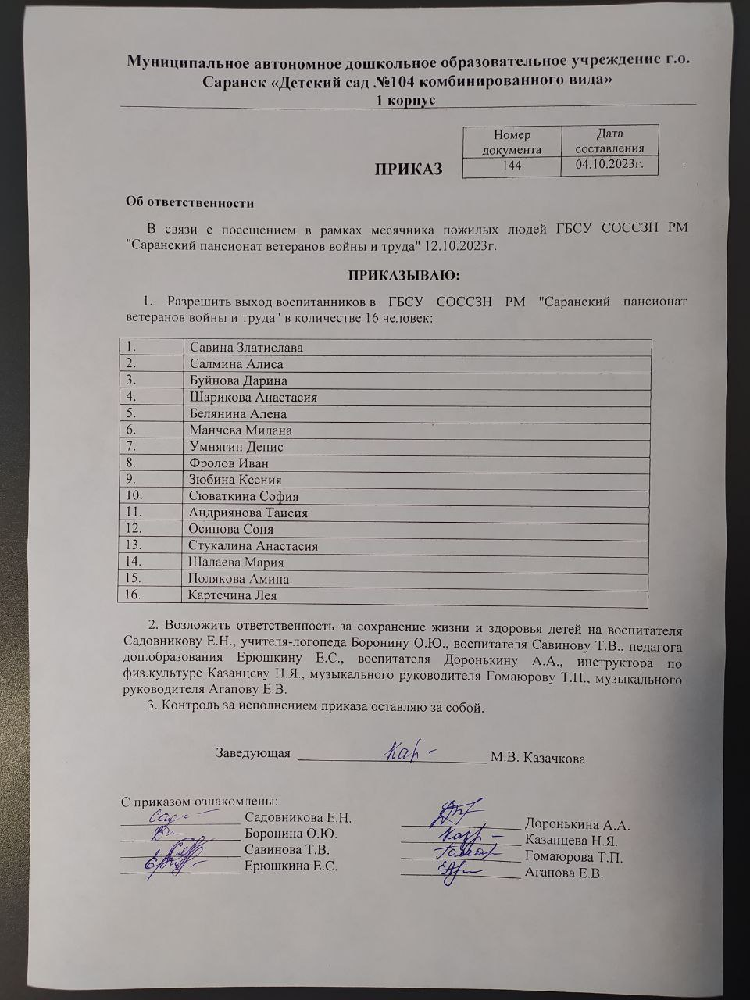 Муниципальное автономное дошкольное образовательное учреждение г.о.
Саранск «Детский сад №104 комбинированного вида»
1 корпус
Номер документа
Дата составления
144
04.10.2023г.
ПРИКАЗ
Об ответственности
В связи с посещением в рамках месячника пожилых людей ГБСУ СОССЗН РМ
"Саранский пансионат ветеранов войны и труда" 12.10.2023г.
ПРИКАЗЫВАЮ:
1. Разрешить выход воспитанников в ГБСУ СОССЗН РМ "Саранский пансионат
ветеранов войны и труда" в количестве 16 человек:
1. Савина Златислава
2. Салмина Алиса
3. Буйнова Дарина
4. Шарикова Анастасия
5. Белянина Алена
6. Манчева Милана
7. Умнягин Денис
8. Фролов Иван
9. Зюбина Ксения
10. Сюваткина София
11. Андриянова Таисия
12. Осипова Соня
13. Стукалина Анастасия
14. Шалаева Мария
15. Полякова Амина
16. Картечина Лея
2. Возложить ответственность за сохранение жизни и здоровья детей на воспитателя
Садовникову Е.Н., учителя-логопеда Боронину О.Ю., воспитателя Савинову Т.В., педагога
доп.образования Ерюшкину Е.С., воспитателя Доронькину А.А., инструктора по
физ.культуре Казанцеву Н.Я., музыкального руководителя Гомаюрову Т.П., музыкального
руководителя Агапову Е.В.
3. Контроль за исполнением приказа оставляю за собой.
Заведующая М.В. Казачкова
С приказом ознакомлены:
Садовникова Е.Н.
Боронина О.Ю.
Савинова Т.В.
Ерюшкина Е.С.
Доронькина А.А.
Казанцева Н.Я.
Гомаюрова Т.П.
Агапова Е.В.